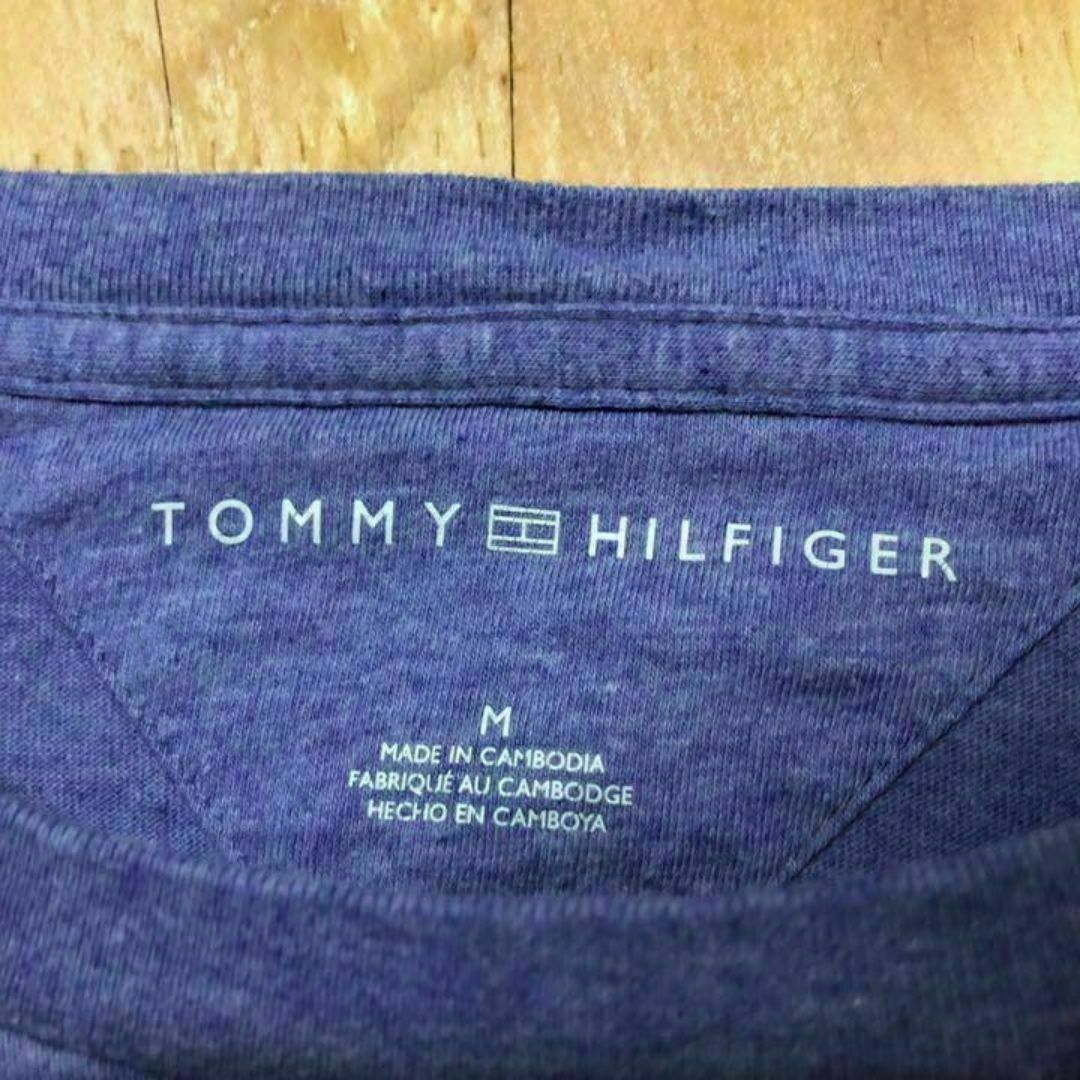 TOMMY HILFIGER
M
MADE IN CAMBODIA
FABRIQUÉ AU CAMBODGE
HECHO EN CAMBOYA